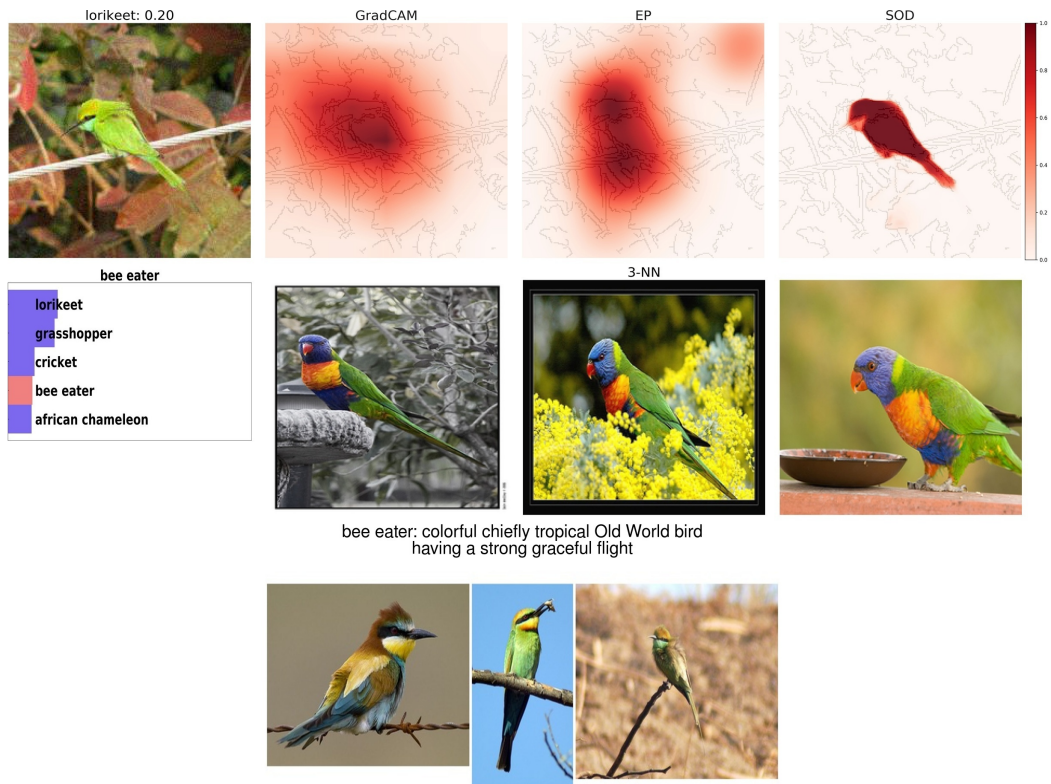 lorikeet: 0.20
GradCAM
EP
SOD
1.0
0.8
0.6
0.4
0.2
0.0
bee eater
lorikeet
grasshopper
cricket
bee eater
african chameleon
3-NN
bee eater: colorful chiefly tropical Old World bird
having a strong graceful flight